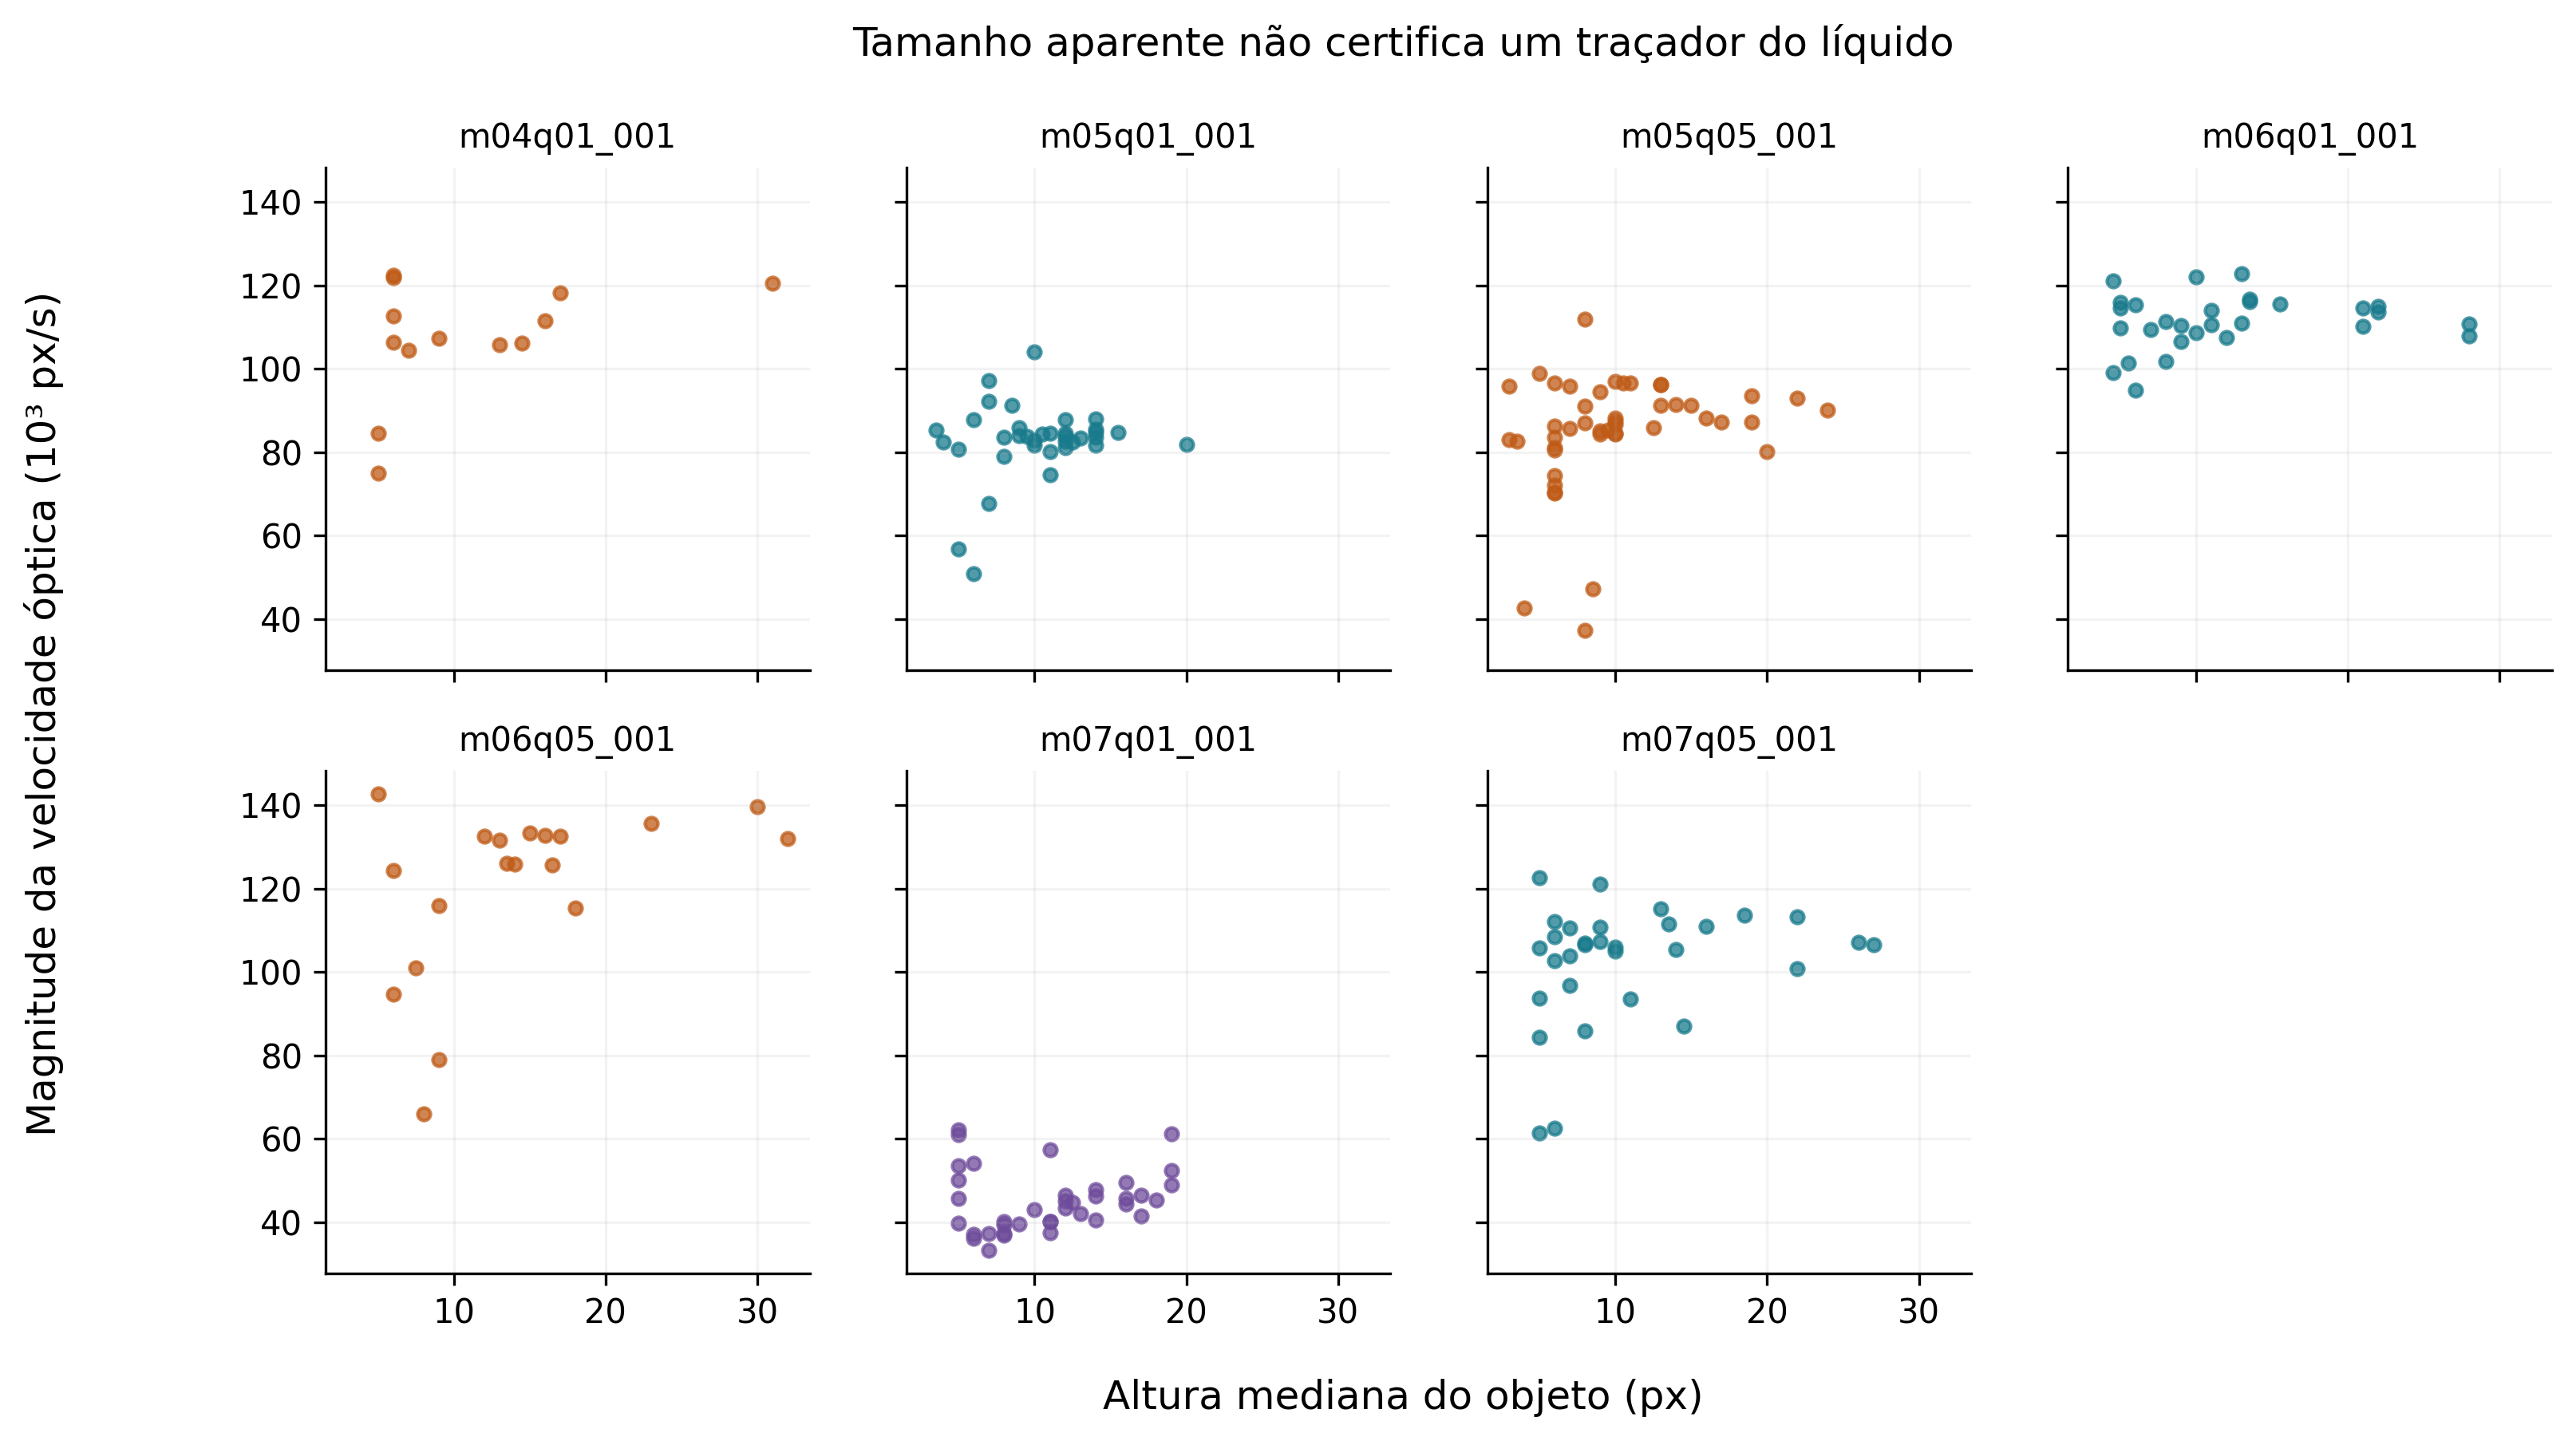 Tamanho aparente não certifica um traçador do líquido
m04q01_001
m05q01_001
m05q05_001
m06q01_001
140
120
100
80
60
40
Magnitude da velocidade óptica (10³ px/s)
m06q05_001
m07q01_001
m07q05_001
140
120
100
80
60
40
10 20 30
10 20 30
10 20 30
Altura mediana do objeto (px)